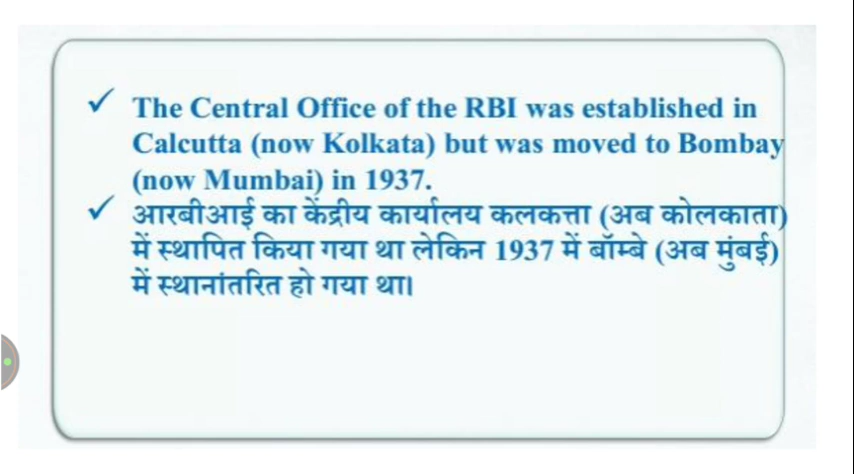 ✓ The Central Office of the RBI was established in
Calcutta (now Kolkata) but was moved to Bombay
(now Mumbai) in 1937.
✓ आरबीआई का केंद्रीय कार्यालय कलकत्ता (अब कोलकाता)
में स्थापित किया गया था लेकिन 1937 में बॉम्बे (अब मुंबई)
में स्थानांतरित हो गया था।